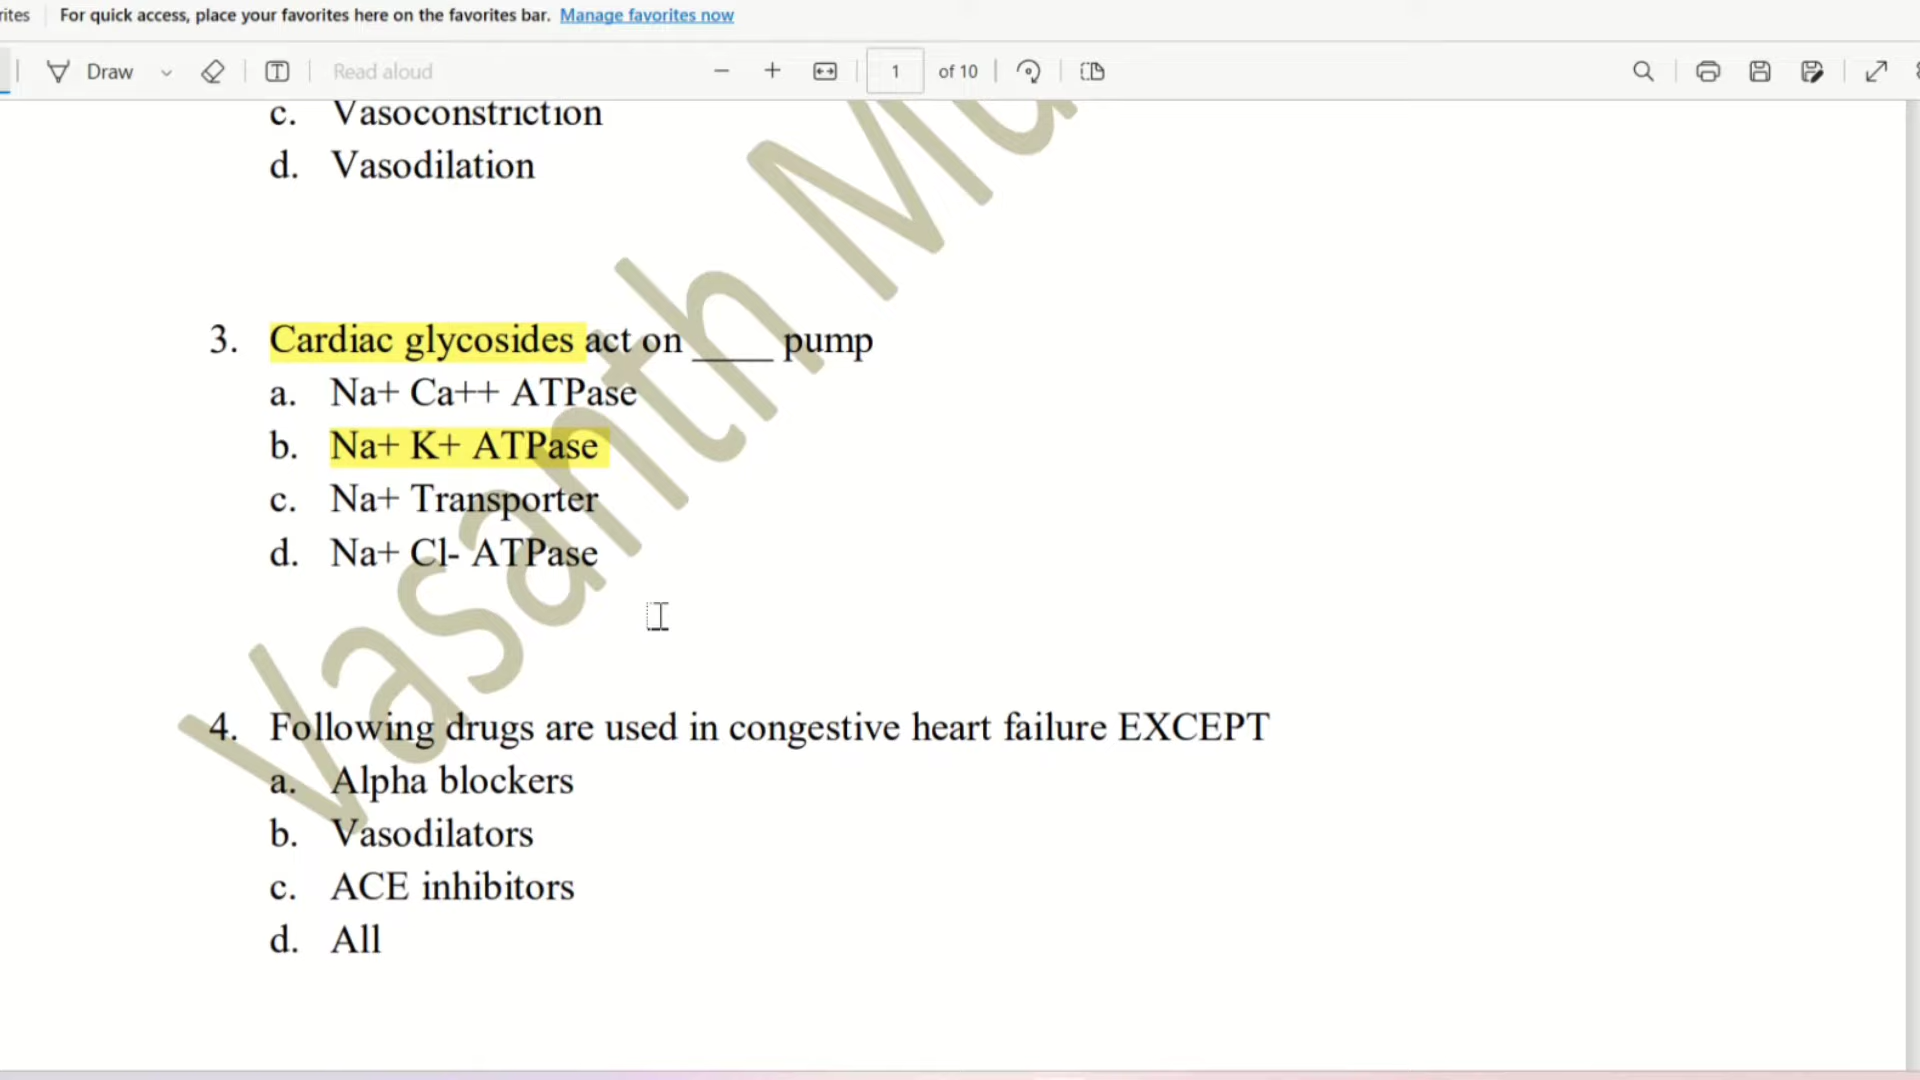 rites For quick access, place your favorites here on the favorites bar. Manage favorites now
Draw Read aloud 1 of 10
c. Vasoconstriction
d. Vasodilation
3. Cardiac glycosides act on ____ pump
a. Na+ Ca++ ATPase
b. Na+ K+ ATPase
c. Na+ Transporter
d. Na+ Cl- ATPase
4. Following drugs are used in congestive heart failure EXCEPT
a. Alpha blockers
b. Vasodilators
c. ACE inhibitors
d. All
Vasanth